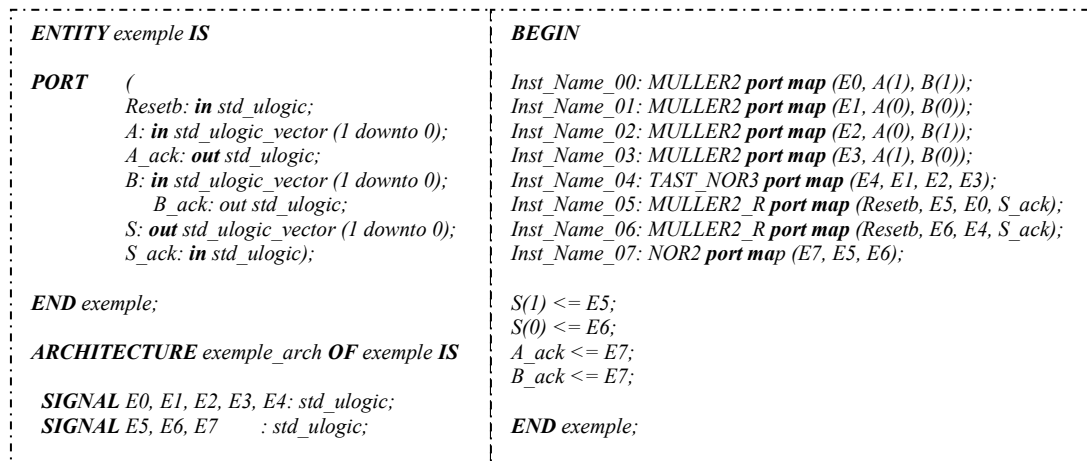 ENTITY exemple IS
PORT (
Resetb: in std_ulogic;
A: in std_ulogic_vector (1 downto 0);
A_ack: out std_ulogic;
B: in std_ulogic_vector (1 downto 0);
B_ack: out std_ulogic;
S: out std_ulogic_vector (1 downto 0);
S_ack: in std_ulogic);
END exemple;
ARCHITECTURE exemple_arch OF exemple IS
SIGNAL E0, E1, E2, E3, E4: std_ulogic;
SIGNAL E5, E6, E7 : std_ulogic;
BEGIN
Inst_Name_00: MULLER2 port map (E0, A(1), B(1));
Inst_Name_01: MULLER2 port map (E1, A(0), B(0));
Inst_Name_02: MULLER2 port map (E2, A(0), B(1));
Inst_Name_03: MULLER2 port map (E3, A(1), B(0));
Inst_Name_04: TAST_NOR3 port map (E4, E1, E2, E3);
Inst_Name_05: MULLER2_R port map (Resetb, E5, E0, S_ack);
Inst_Name_06: MULLER2_R port map (Resetb, E6, E4, S_ack);
Inst_Name_07: NOR2 port map (E7, E5, E6);
S(1) <= E5;
S(0) <= E6;
A_ack <= E7;
B_ack <= E7;
END exemple;